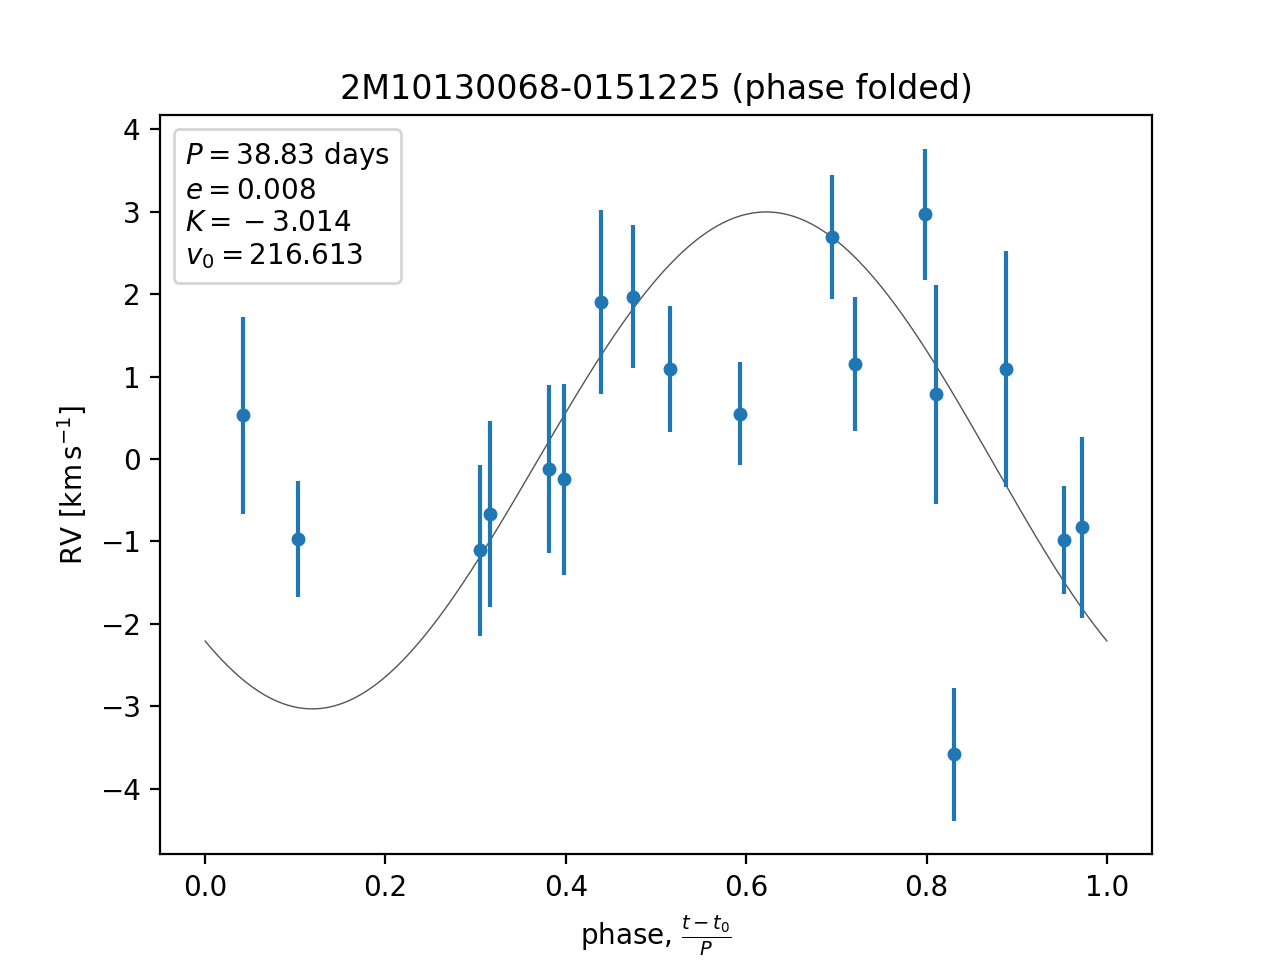 2M10130068-0151225 (phase folded)
P = 38.83 days
e = 0.008
K = −3.014
v₀ = 216.613
4
3
2
1
0
−1
−2
−3
−4
RV [km s⁻¹]
0.0 0.2 0.4 0.6 0.8 1.0
phase, (t − t₀)/P